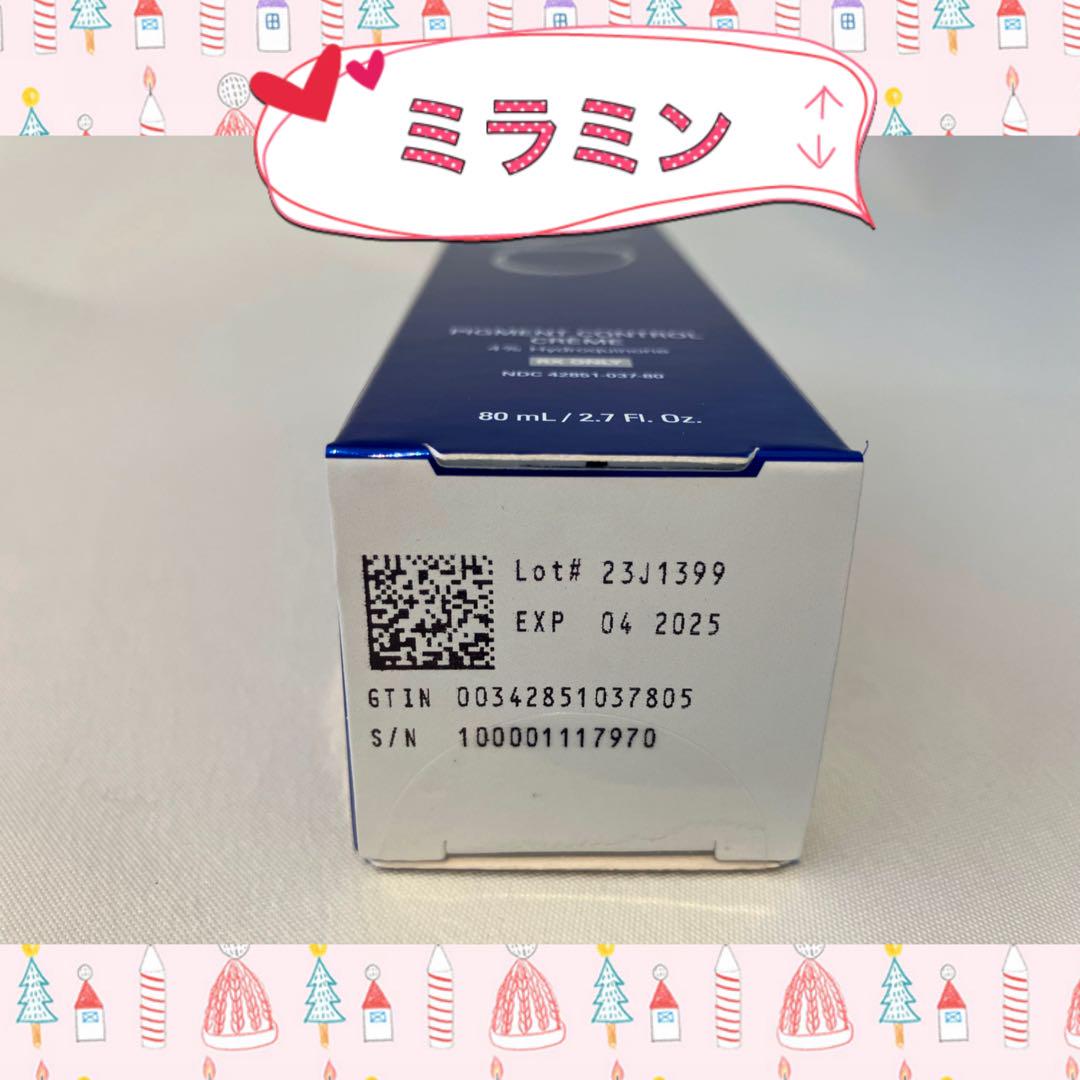 ミラミン
PIGMENT CONTROL
CRÈME
4% Hydroquinone
RX ONLY
NDC 42851-037-80
80 mL / 2.7 Fl. Oz.
Lot# 23J1399
EXP 04 2025
GTIN 00342851037805
S/N 100001117970